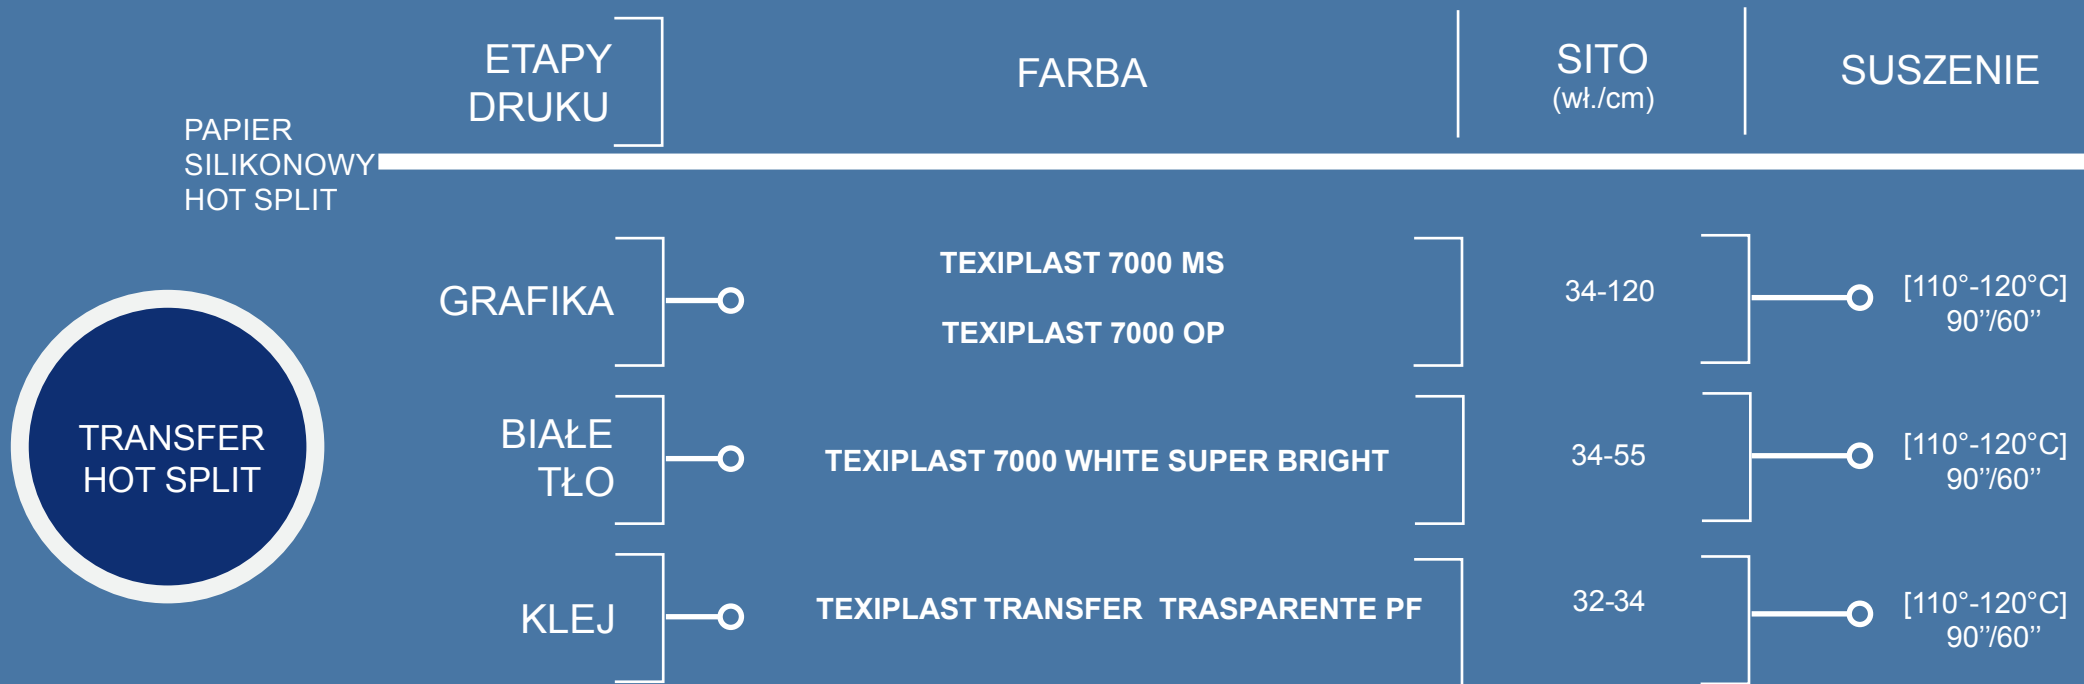 ETAPY
DRUKU
FARBA
SITO
(wł./cm)
SUSZENIE
PAPIER
SILIKONOWY
HOT SPLIT
TRANSFER
HOT SPLIT
GRAFIKA
TEXIPLAST 7000 MS
TEXIPLAST 7000 OP
34-120
[110°-120°C]
90’’/60’’
BIAŁE
TŁO
TEXIPLAST 7000 WHITE SUPER BRIGHT
34-55
[110°-120°C]
90’’/60’’
KLEJ
TEXIPLAST TRANSFER TRASPARENTE PF
32-34
[110°-120°C]
90’’/60’’